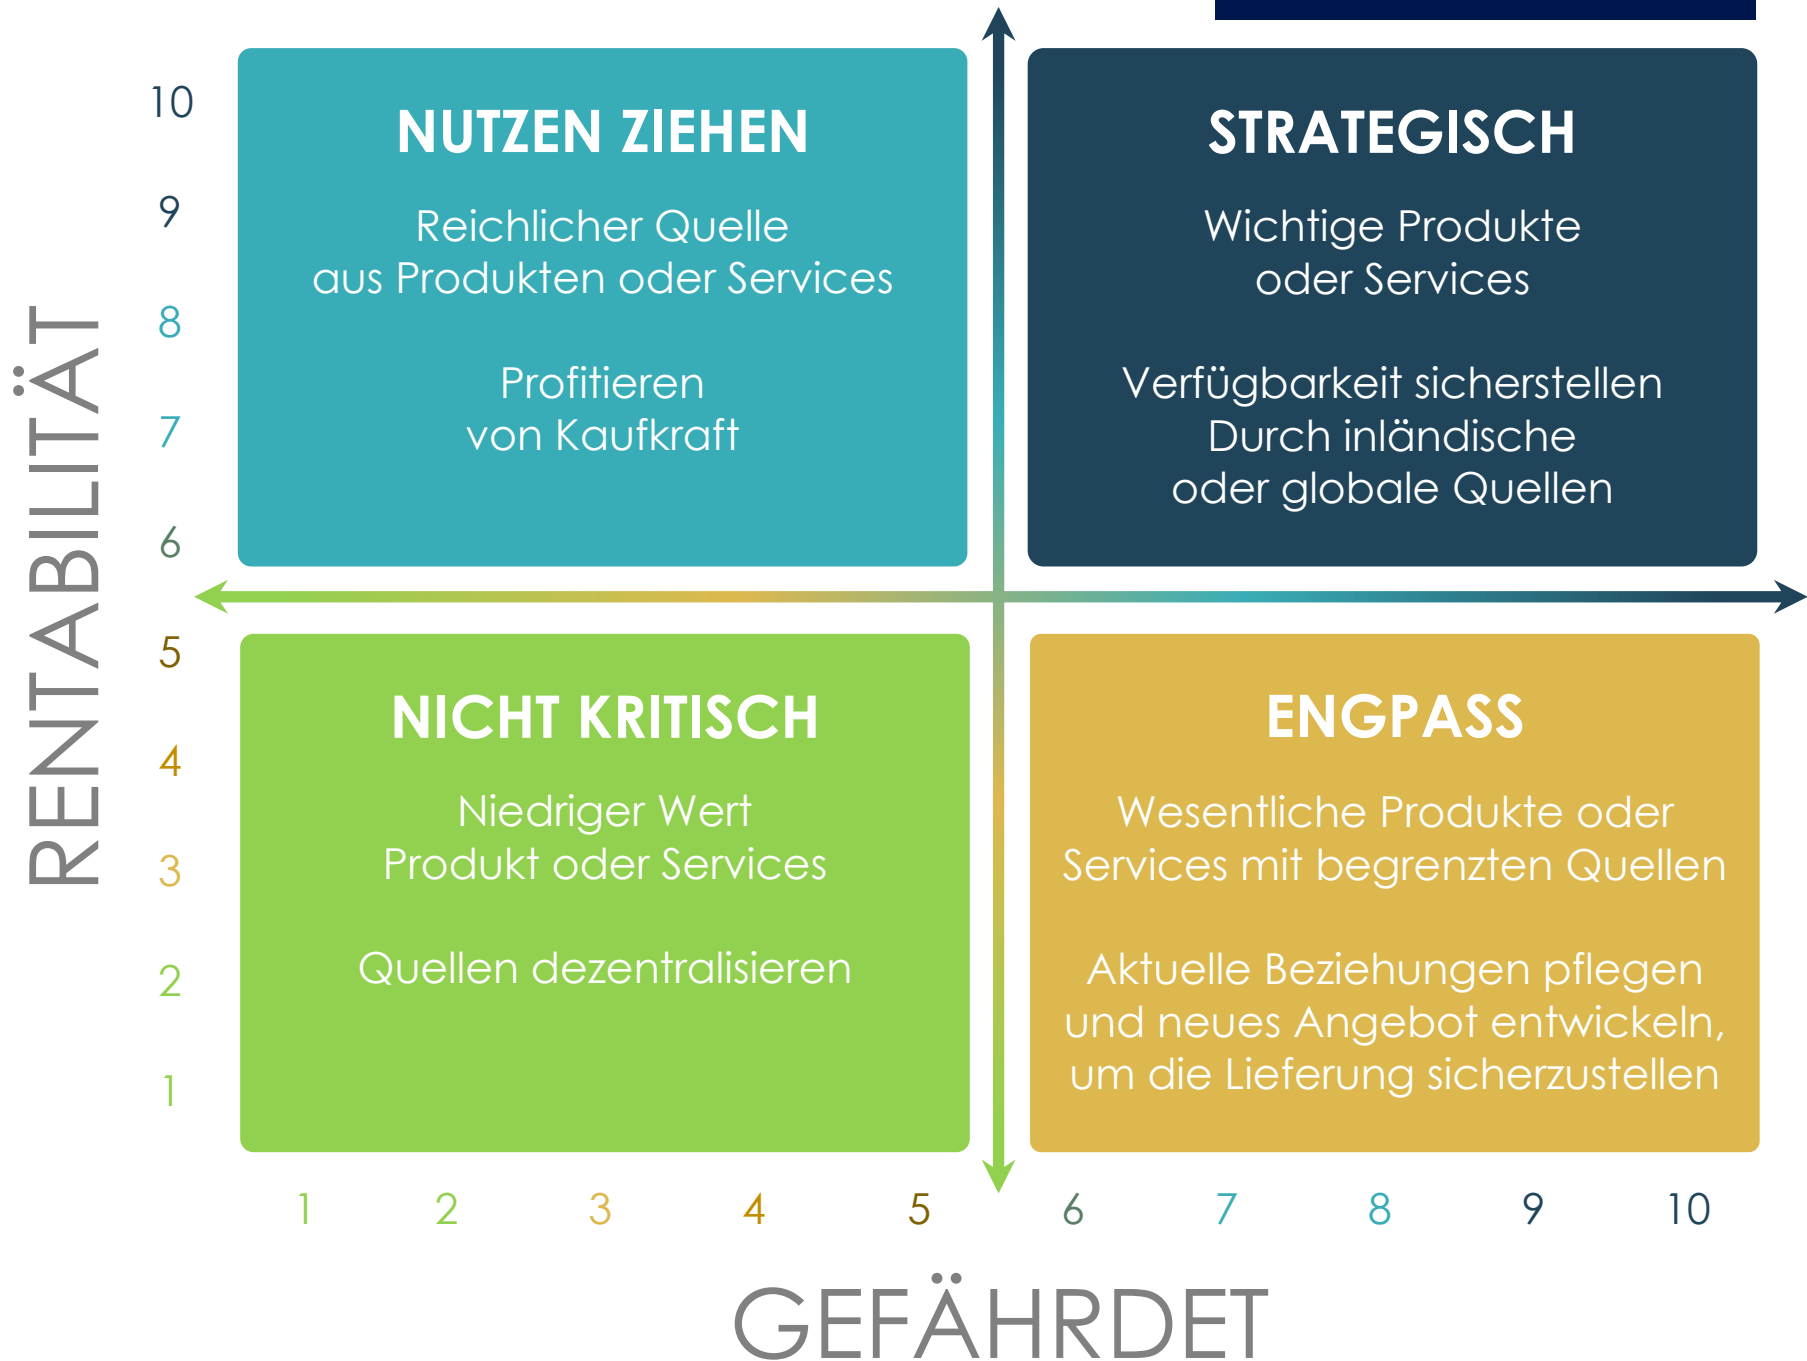 RENTABILITÄT
10
9
8
7
6
5
4
3
2
1
NUTZEN ZIEHEN
Reichlicher Quelle
aus Produkten oder Services
Profitieren
von Kaufkraft
STRATEGISCH
Wichtige Produkte
oder Services
Verfügbarkeit sicherstellen
Durch inländische
oder globale Quellen
NICHT KRITISCH
Niedriger Wert
Produkt oder Services
Quellen dezentralisieren
ENGPASS
Wesentliche Produkte oder
Services mit begrenzten Quellen
Aktuelle Beziehungen pflegen
und neues Angebot entwickeln,
um die Lieferung sicherzustellen
1 2 3 4 5 6 7 8 9 10
GEFÄHRDET